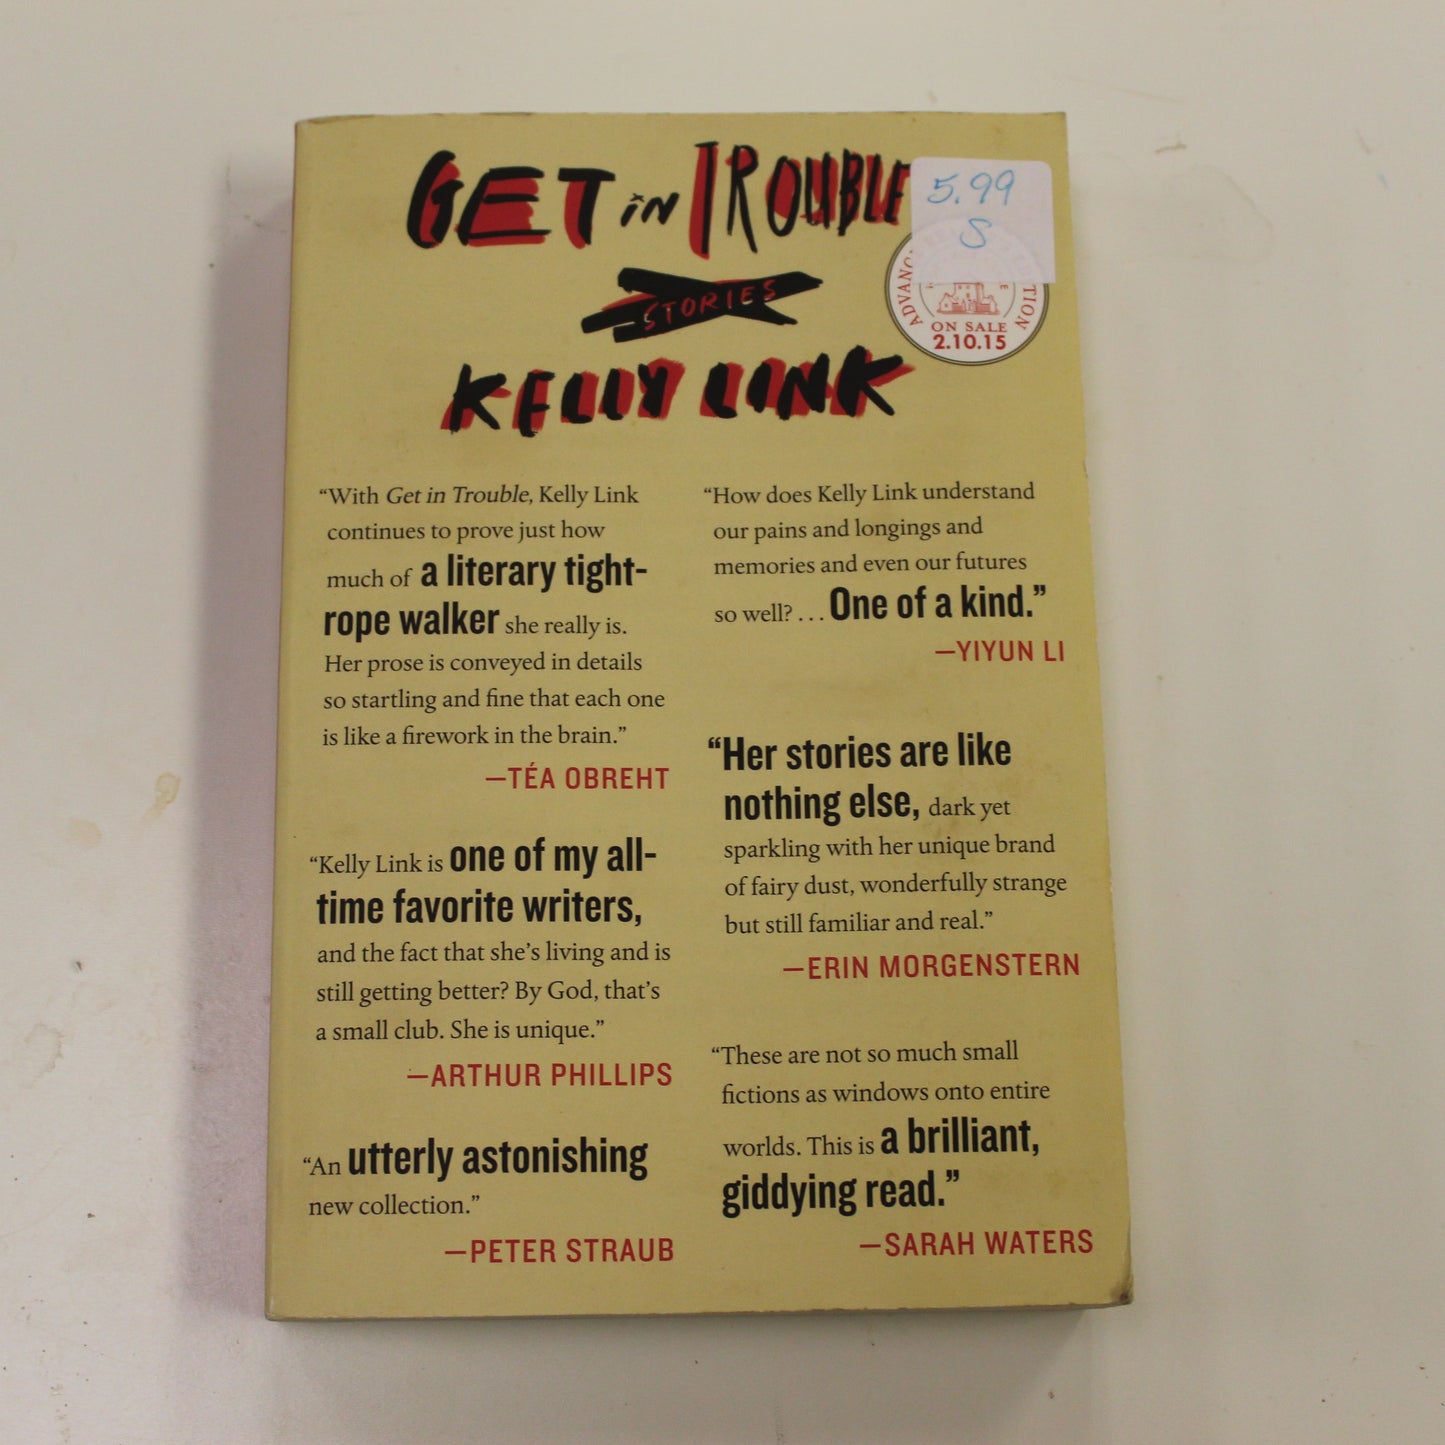 GET in TROUBLE
STORIES
KELLY LINK
5.99
S
ON SALE
2.10.15
“With Get in Trouble, Kelly Link
continues to prove just how
much of a literary tight-
rope walker she really is.
Her prose is conveyed in details
so startling and fine that each one
is like a firework in the brain.”
—TÉA OBREHT
“Kelly Link is one of my all-
time favorite writers,
and the fact that she’s living and is
still getting better? By God, that’s
a small club. She is unique.”
—ARTHUR PHILLIPS
“An utterly astonishing
new collection.”
—PETER STRAUB
“How does Kelly Link understand
our pains and longings and
memories and even our futures
so well? . . . One of a kind.”
—YIYUN LI
“Her stories are like
nothing else, dark yet
sparkling with her unique brand
of fairy dust, wonderfully strange
but still familiar and real.”
—ERIN MORGENSTERN
“These are not so much small
fictions as windows onto entire
worlds. This is a brilliant,
giddying read.”
—SARAH WATERS